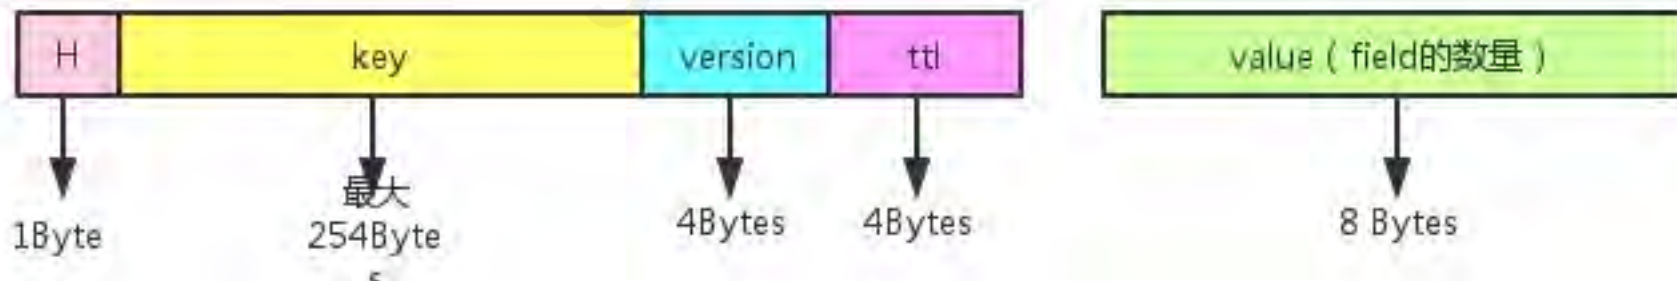 H key version ttl value ( field的数量 )
1Byte
最大
254Byte
s
4Bytes 4Bytes 8 Bytes